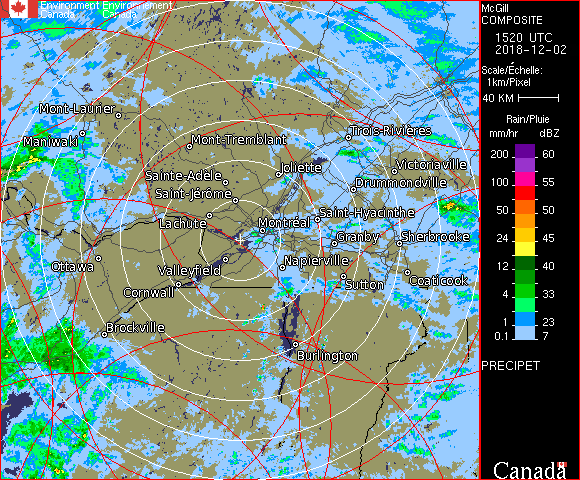 Environment Environnement
Canada Canada
McGill
COMPOSITE
1520 UTC
2018-12-02
Scale/Échelle:
1km/Pixel
40 KM
Rain/Pluie
mm/hr dBZ
200 60
100 55
50 50
24 45
12 40
4 33
1 23
0.1 7
PRECIPET
Canada
Mont-Laurier
Maniwaki
Mont-Tremblant
Trois-Rivières
Joliette
Victoriaville
Sainte-Adèle
Drummondville
Saint-Jérôme
Saint-Hyacinthe
Lachute
Montréal
Granby
Sherbrooke
Ottawa
Valleyfield
Napierville
Cornwall
Sutton
Coaticook
Brockville
Burlington